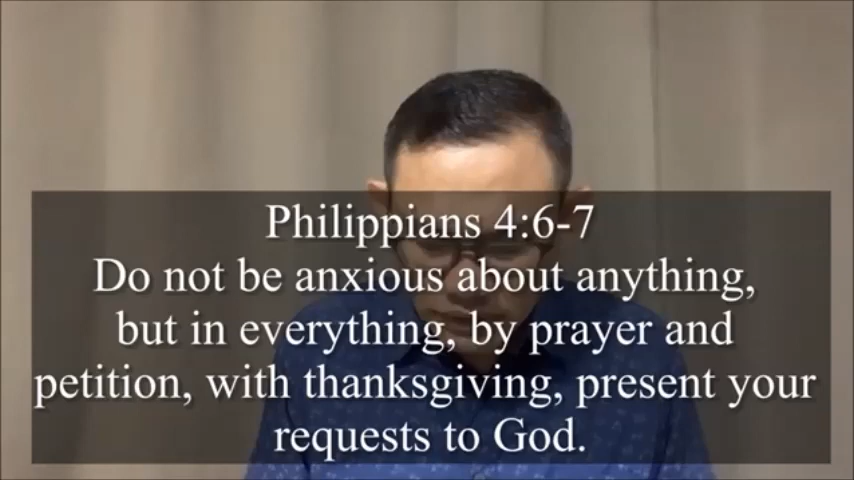 Philippians 4:6-7
Do not be anxious about anything,
but in everything, by prayer and
petition, with thanksgiving, present your
requests to God.